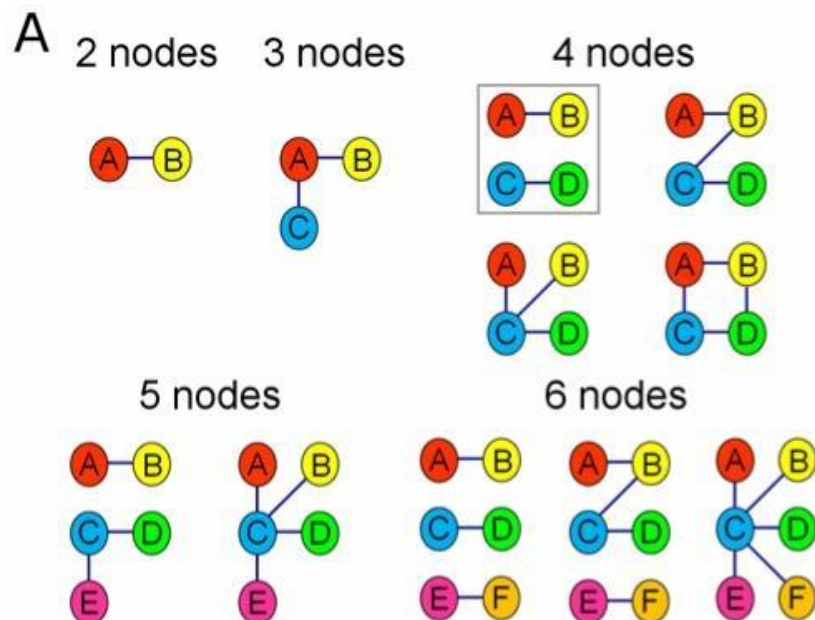 A
2 nodes 3 nodes 4 nodes
A B A B A B A B
C C D C D
A B A B
C D C D
5 nodes 6 nodes
A B A B A B A B A B
C D C D C D C D C D
E E E F E F E F